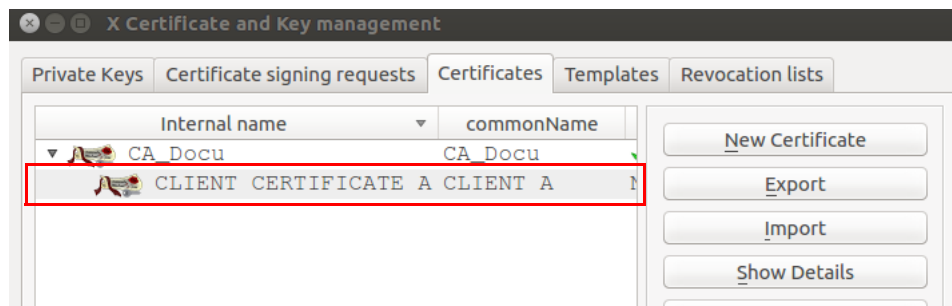 X Certificate and Key management
Private Keys Certificate signing requests Certificates Templates Revocation lists
Internal name commonName
New Certificate
CA_Docu CA_Docu
CLIENT CERTIFICATE A CLIENT A
Export
Import
Show Details